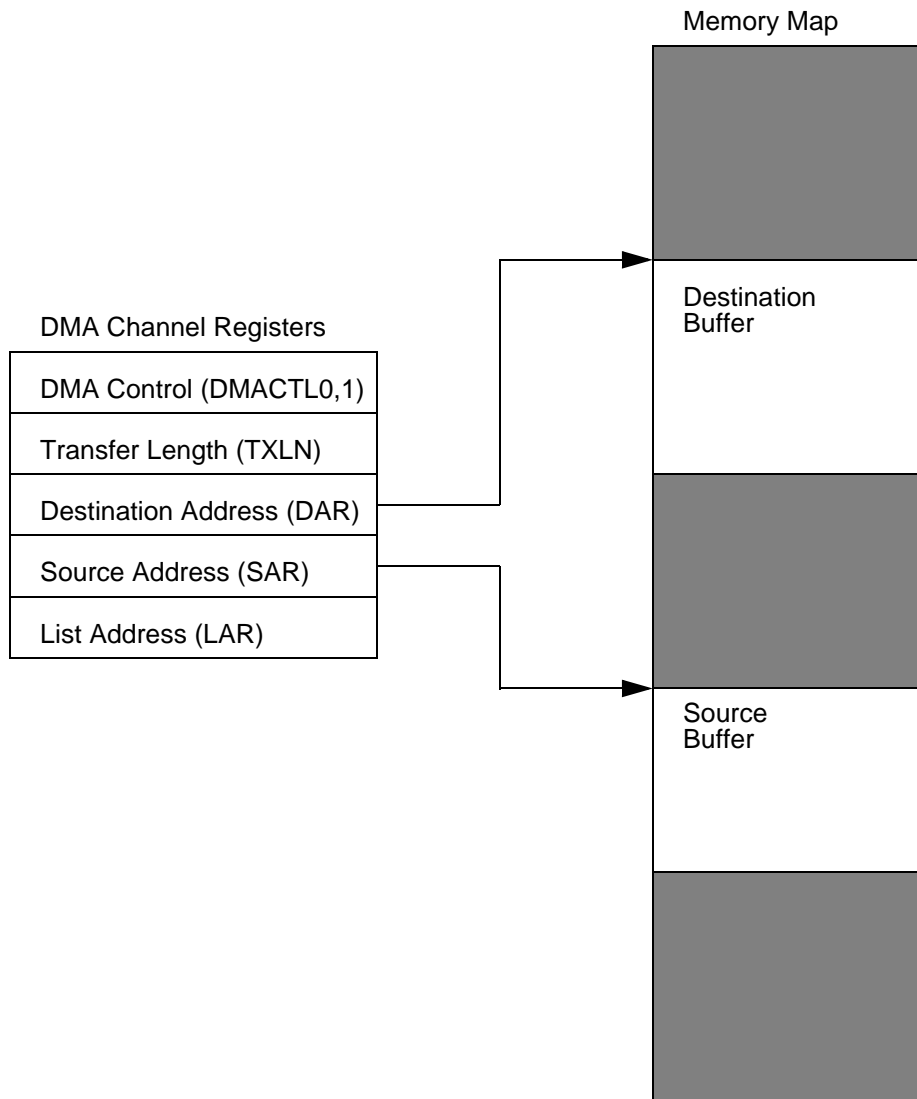 Memory Map
Destination
Buffer
DMA Channel Registers
DMA Control (DMACTL0,1)
Transfer Length (TXLN)
Destination Address (DAR)
Source Address (SAR)
List Address (LAR)
Source
Buffer